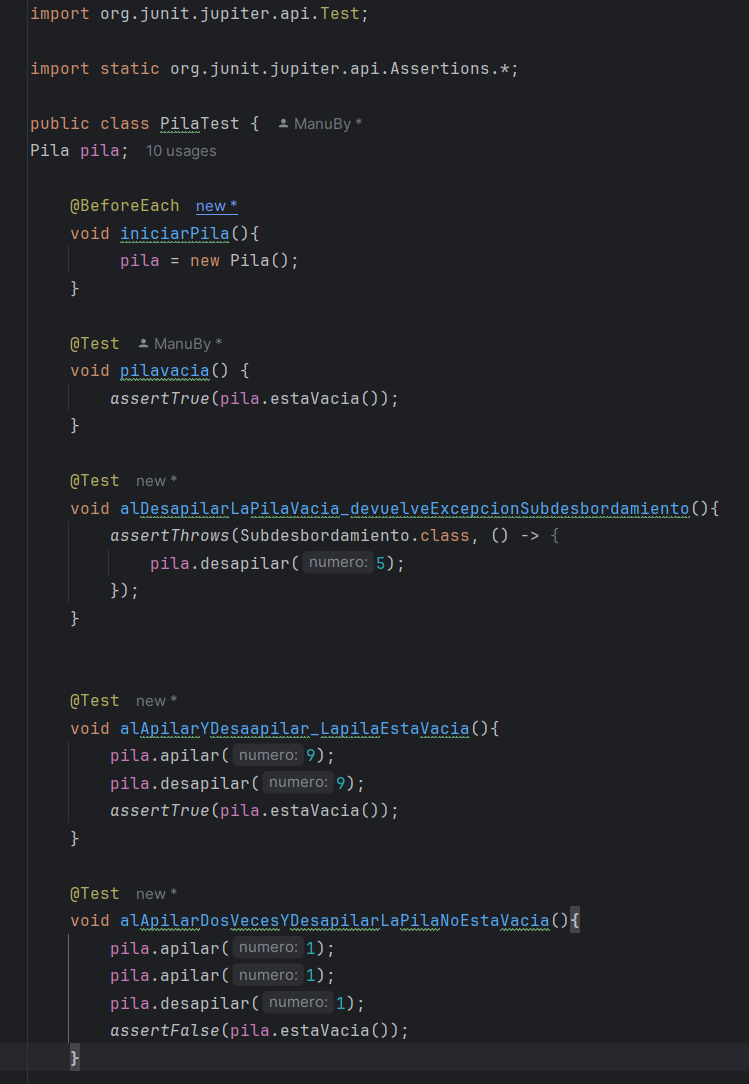 import org.junit.jupiter.api.Test;
import static org.junit.jupiter.api.Assertions.*;
public class PilaTest { ManuBy *
Pila pila; 10 usages
@BeforeEach new *
void iniciarPila(){
pila = new Pila();
}
@Test ManuBy *
void pilavacia() {
assertTrue(pila.estaVacia());
}
@Test new *
void alDesapilarLaPilaVacia_devuelveExcepcionSubdesbordamiento(){
assertThrows(Subdesbordamiento.class, () -> {
pila.desapilar( numero: 5);
});
}
@Test new *
void alApilarYDesaapilar_LapilaEstaVacia(){
pila.apilar( numero: 9);
pila.desapilar( numero: 9);
assertTrue(pila.estaVacia());
}
@Test new *
void alApilarDosVecesYDesapilarLaPilaNoEstaVacia(){
pila.apilar( numero: 1);
pila.apilar( numero: 1);
pila.desapilar( numero: 1);
assertFalse(pila.estaVacia());
}